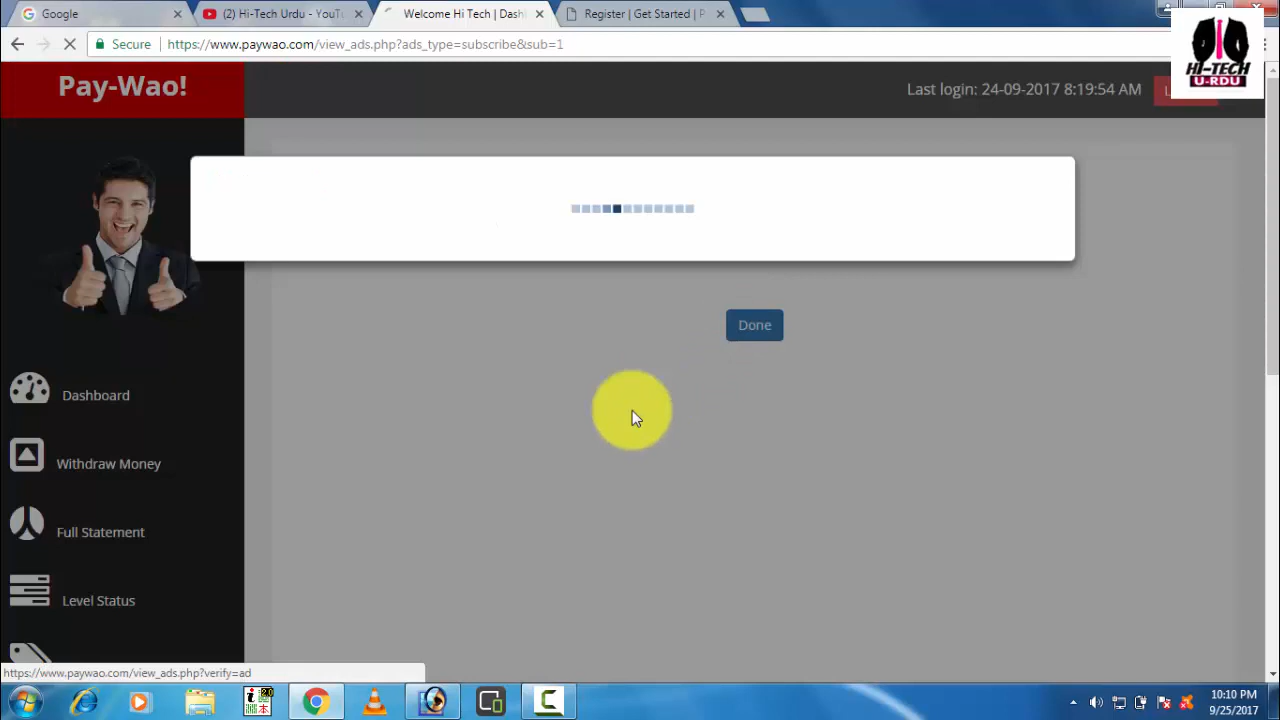 Google
(2) Hi-Tech Urdu - YouT
Welcome Hi Tech | Dash
Register | Get Started | P
Secure
https://www.paywao.com/view_ads.php?ads_type=subscribe&sub=1
HI-TECH
U-RDU
Pay-Wao!
Last login: 24-09-2017 8:19:54 AM
Done
Dashboard
Withdraw Money
Full Statement
Level Status
https://www.paywao.com/view_ads.php?verify=ad
10:10 PM
9/25/2017